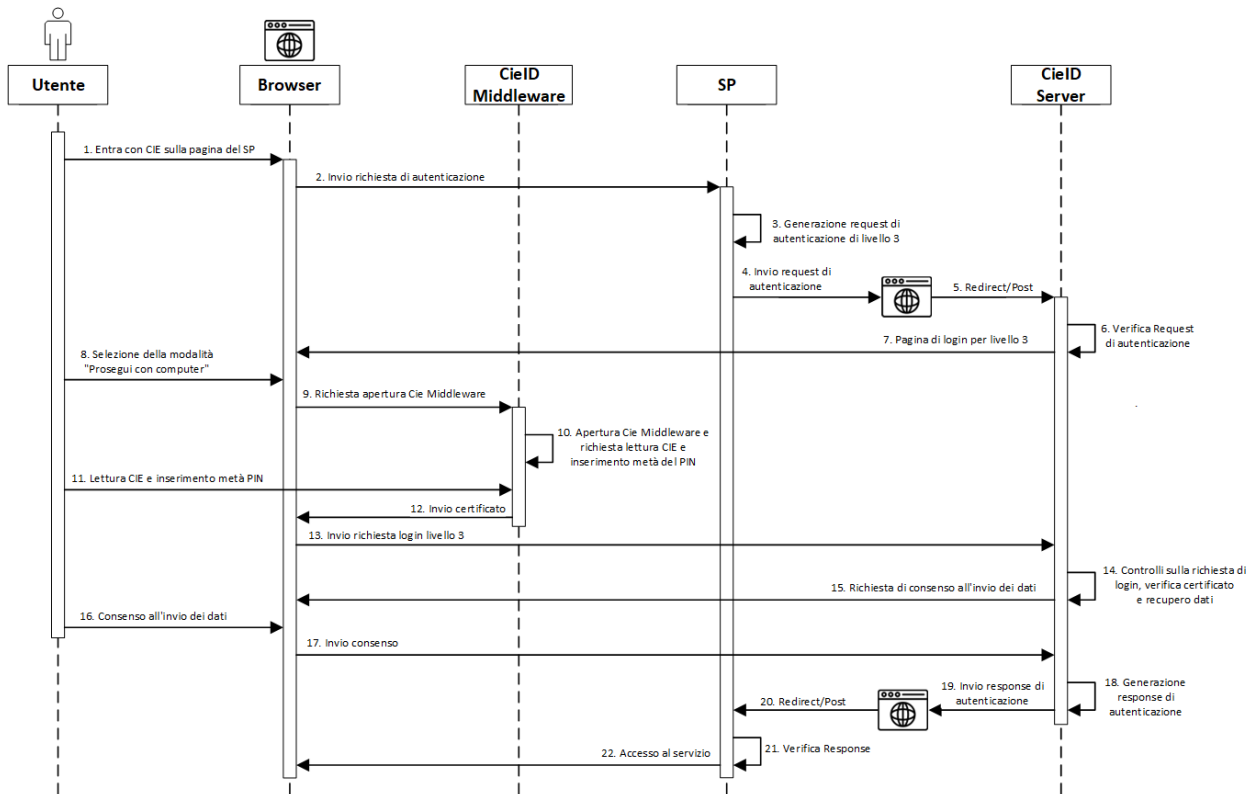 Utente
Browser
CieID
Middleware
SP
CieID
Server
1. Entra con CIE sulla pagina del SP
2. Invio richiesta di autenticazione
3. Generazione request di
autenticazione di livello 3
4. Invio request di
autenticazione
5. Redirect/Post
6. Verifica Request
di autenticazione
7. Pagina di login per livello 3
8. Selezione della modalità
"Prosegui con computer"
9. Richiesta apertura Cie Middleware
10. Apertura Cie Middleware e
richiesta lettura CIE e
inserimento metà del PIN
11. Lettura CIE e inserimento metà PIN
12. Invio certificato
13. Invio richiesta login livello 3
14. Controlli sulla richiesta di
login, verifica certificato
e recupero dati
15. Richiesta di consenso all'invio dei dati
16. Consenso all'invio dei dati
17. Invio consenso
18. Generazione
response di
autenticazione
19. Invio response di
autenticazione
20. Redirect/Post
21. Verifica Response
22. Accesso al servizio